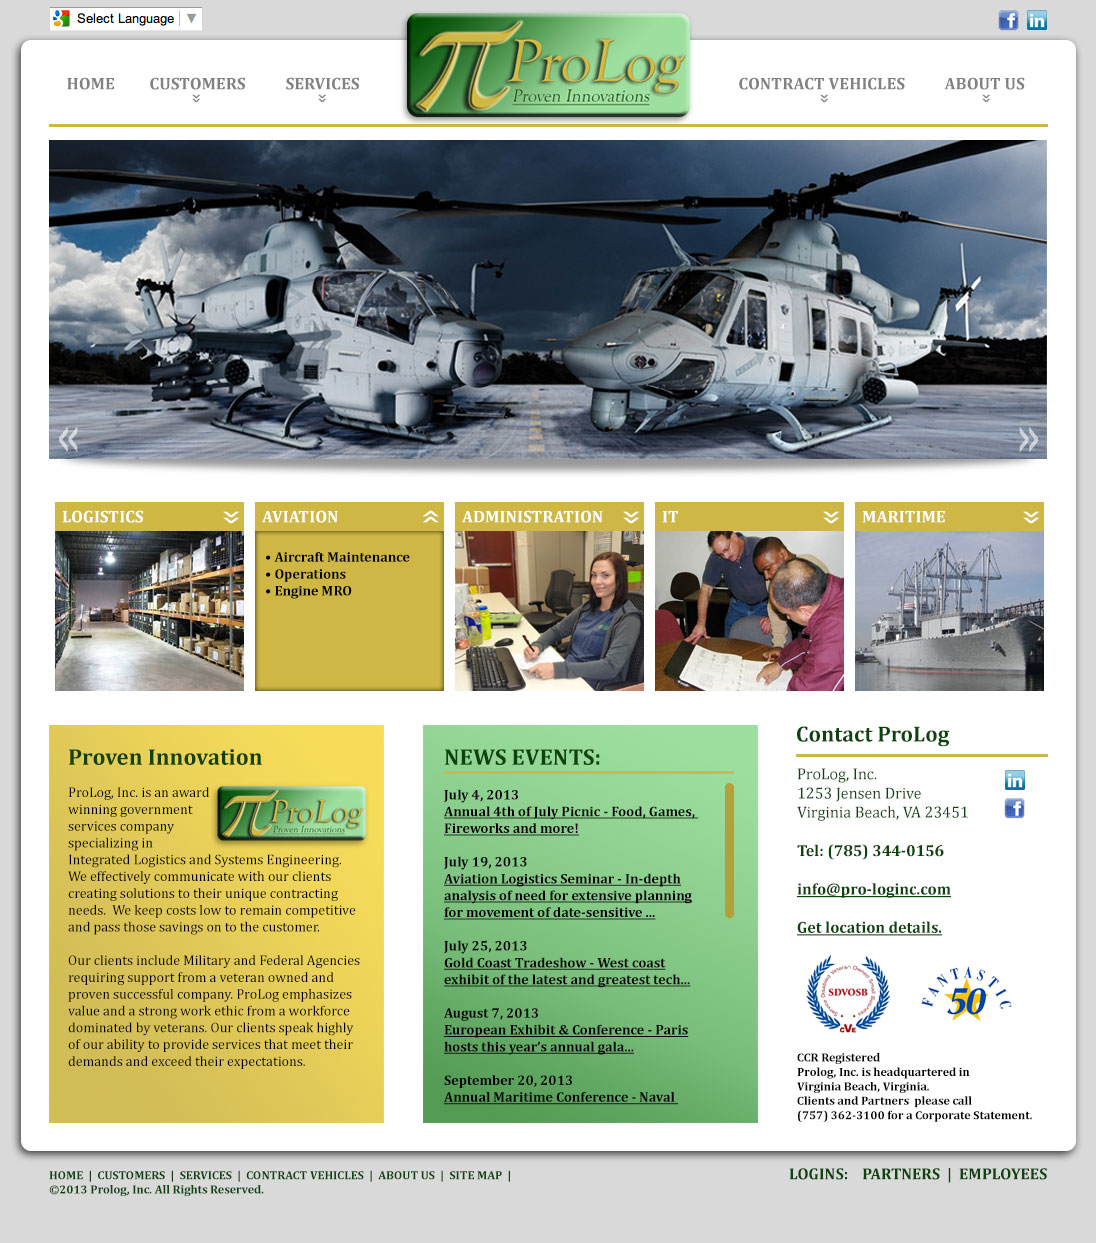 Select Language ▼
HOME
CUSTOMERS
SERVICES
π ProLog
Proven Innovations
CONTRACT VEHICLES
ABOUT US
LOGISTICS
AVIATION
• Aircraft Maintenance
• Operations
• Engine MRO
ADMINISTRATION
IT
MARITIME
Proven Innovation
π ProLog
Proven Innovations
ProLog, Inc. is an award
winning government
services company
specializing in
Integrated Logistics and Systems Engineering.
We effectively communicate with our clients
creating solutions to their unique contracting
needs.  We keep costs low to remain competitive
and pass those savings on to the customer.
Our clients include Military and Federal Agencies
requiring support from a veteran owned and
proven successful company. ProLog emphasizes
value and a strong work ethic from a workforce
dominated by veterans. Our clients speak highly
of our ability to provide services that meet their
demands and exceed their expectations.
NEWS EVENTS:
July 4, 2013
Annual 4th of July Picnic - Food, Games,
Fireworks and more!
July 19, 2013
Aviation Logistics Seminar - In-depth
analysis of need for extensive planning
for movement of date-sensitive ...
July 25, 2013
Gold Coast Tradeshow - West coast
exhibit of the latest and greatest tech...
August 7, 2013
European Exhibit & Conference - Paris
hosts this year's annual gala...
September 20, 2013
Annual Maritime Conference - Naval
Contact ProLog
ProLog, Inc.
1253 Jensen Drive
Virginia Beach, VA 23451
Tel: (785) 344-0156
info@pro-loginc.com
Get location details.
Service Disabled Veteran Owned Small Business
SDVOSB
CVE
FANTASTIC
50
CCR Registered
Prolog, Inc. is headquartered in
Virginia Beach, Virginia.
Clients and Partners  please call
(757) 362-3100 for a Corporate Statement.
HOME | CUSTOMERS | SERVICES | CONTRACT VEHICLES | ABOUT US | SITE MAP |
©2013 Prolog, Inc. All Rights Reserved.
LOGINS: PARTNERS | EMPLOYEES